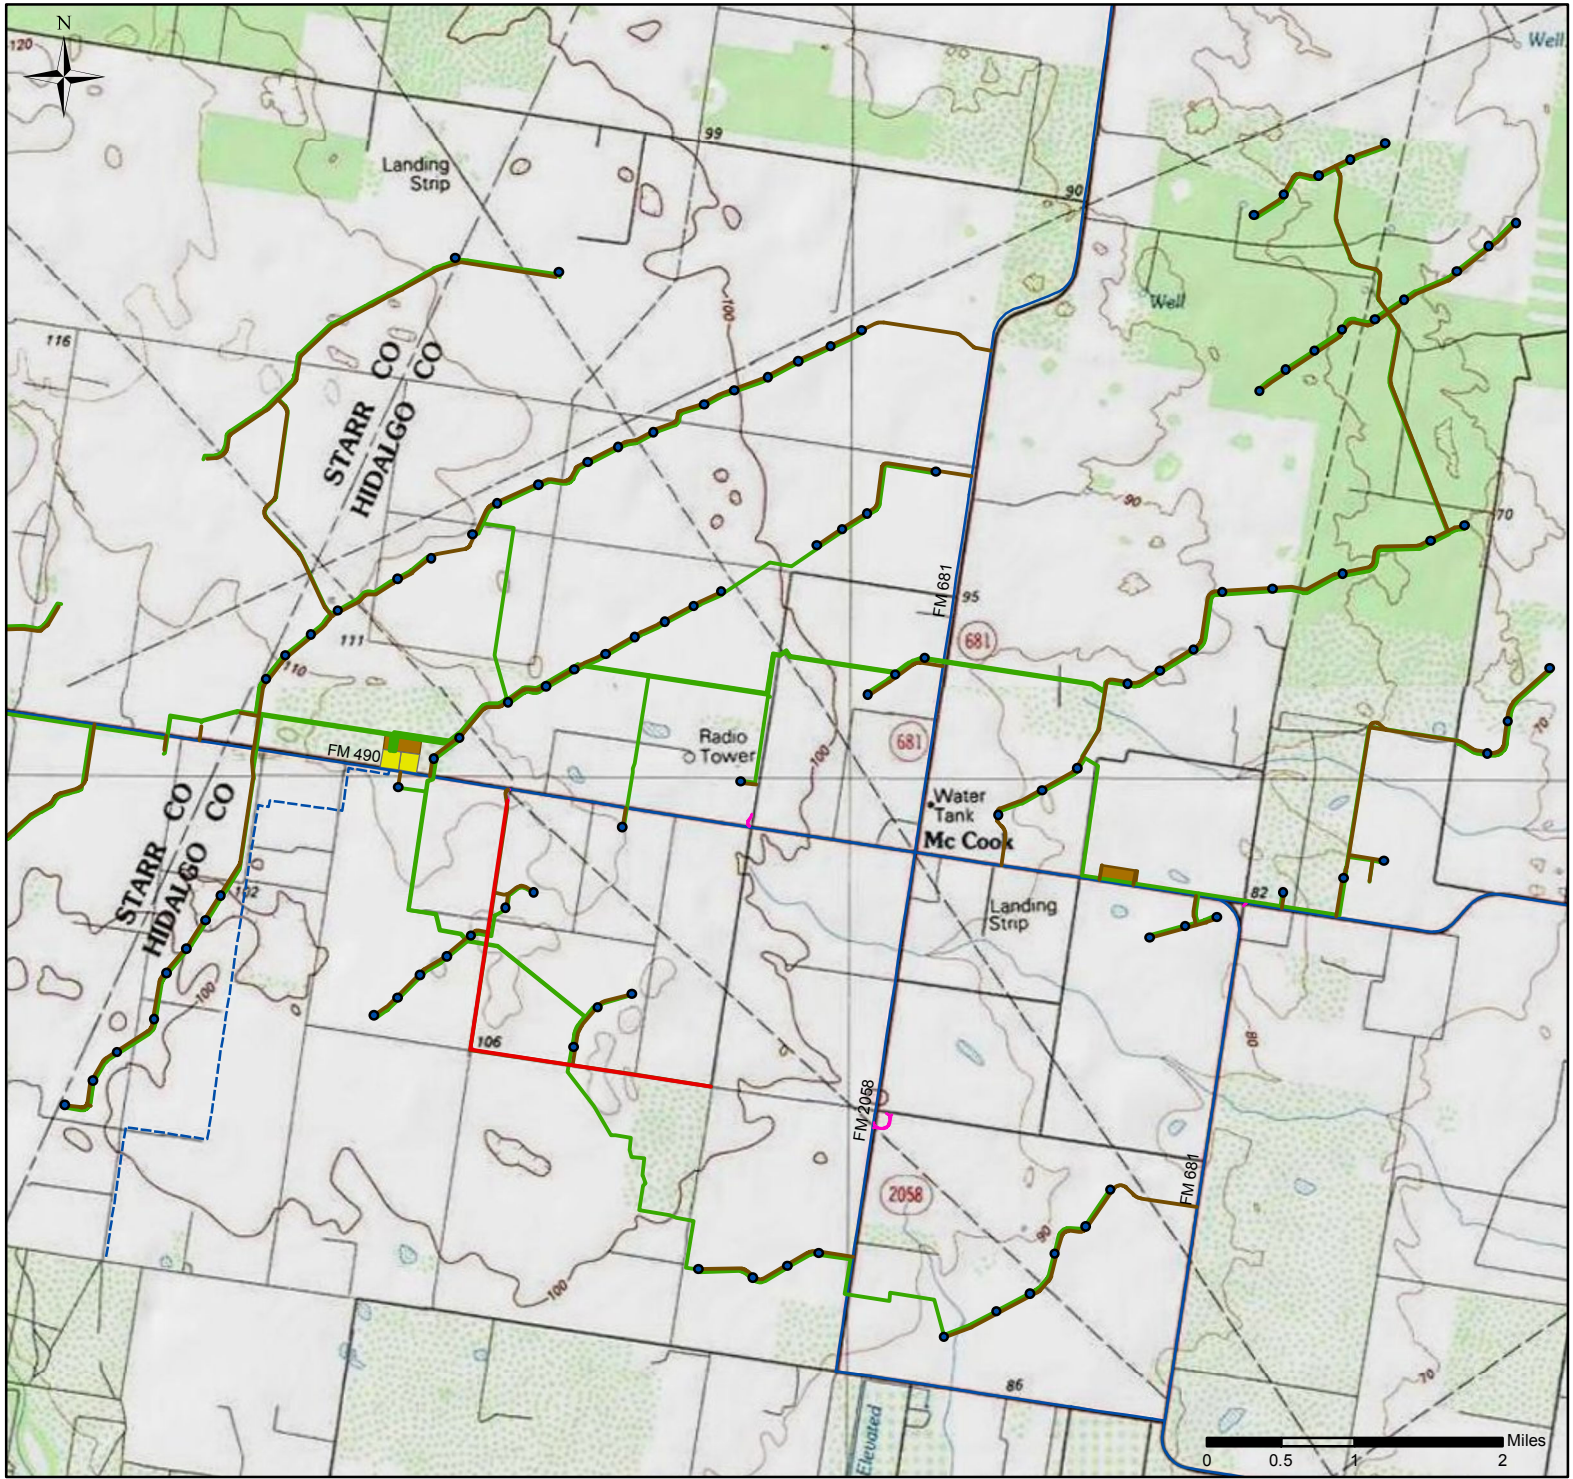 N
120
Well
99
Landing
Strip
90
Well
100
116
STARR CO
HIDALGO CO
90
70
FM 681
95
681
111
110
70
FM 490
Radio
Tower
681
100
Water
Tank
Mc Cook
STARR CO
HIDALGO CO
102
82
Landing
Strip
100
106
80
FM 2058
FM 681
2058
90
100
70
86
Elevated
Miles
0 0.5 1 2